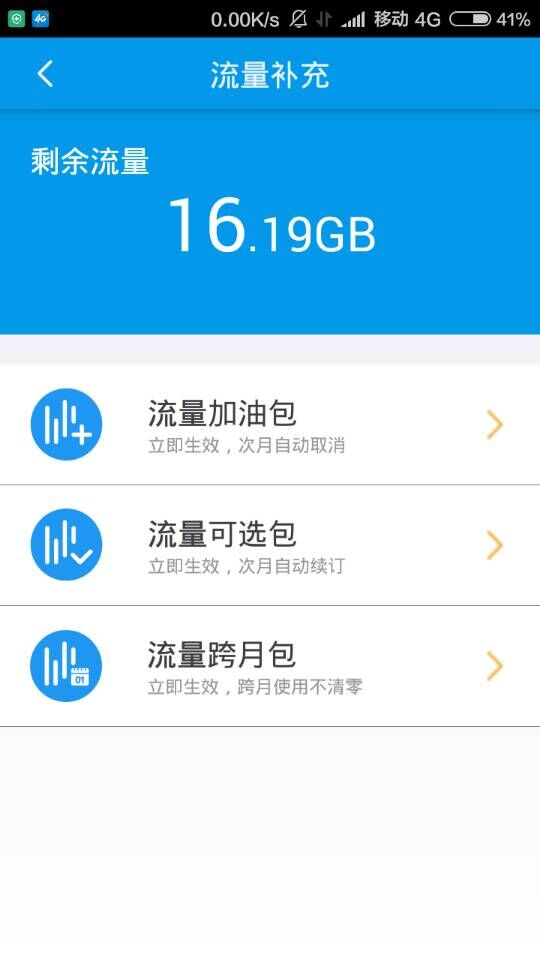 0.00K/s 移动 4G 41%
流量补充
剩余流量
16.19GB
流量加油包
立即生效，次月自动取消
流量可选包
立即生效，次月自动续订
流量跨月包
01
立即生效，跨月使用不清零